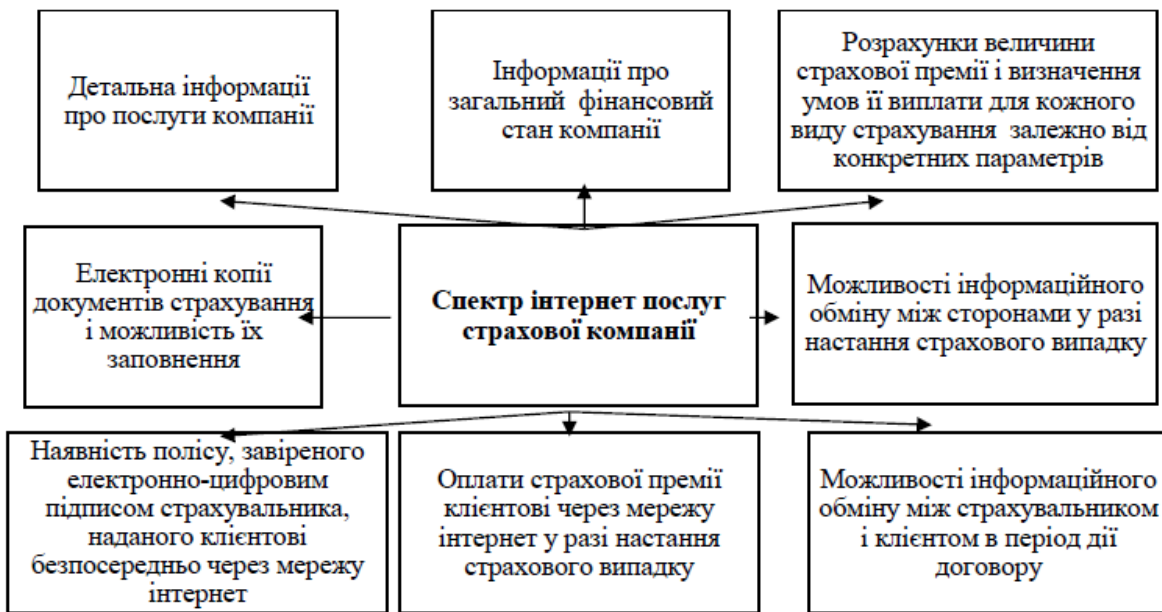 Детальна інформації
про послуги компанії
Інформації про
загальний фінансовий
стан компанії
Розрахунки величини
страхової премії і визначення
умов її виплати для кожного
виду страхування залежно від
конкретних параметрів
Електронні копії
документів страхування
і можливість їх
заповнення
Спектр інтернет послуг
страхової компанії
Можливості інформаційного
обміну між сторонами у разі
настання страхового випадку
Наявність полісу, завіреного
електронно-цифровим
підписом страхувальника,
наданого клієнтові
безпосередньо через мережу
інтернет
Оплати страхової премії
клієнтові через мережу
інтернет у разі настання
страхового випадку
Можливості інформаційного
обміну між страхувальником
і клієнтом в період дії
договору